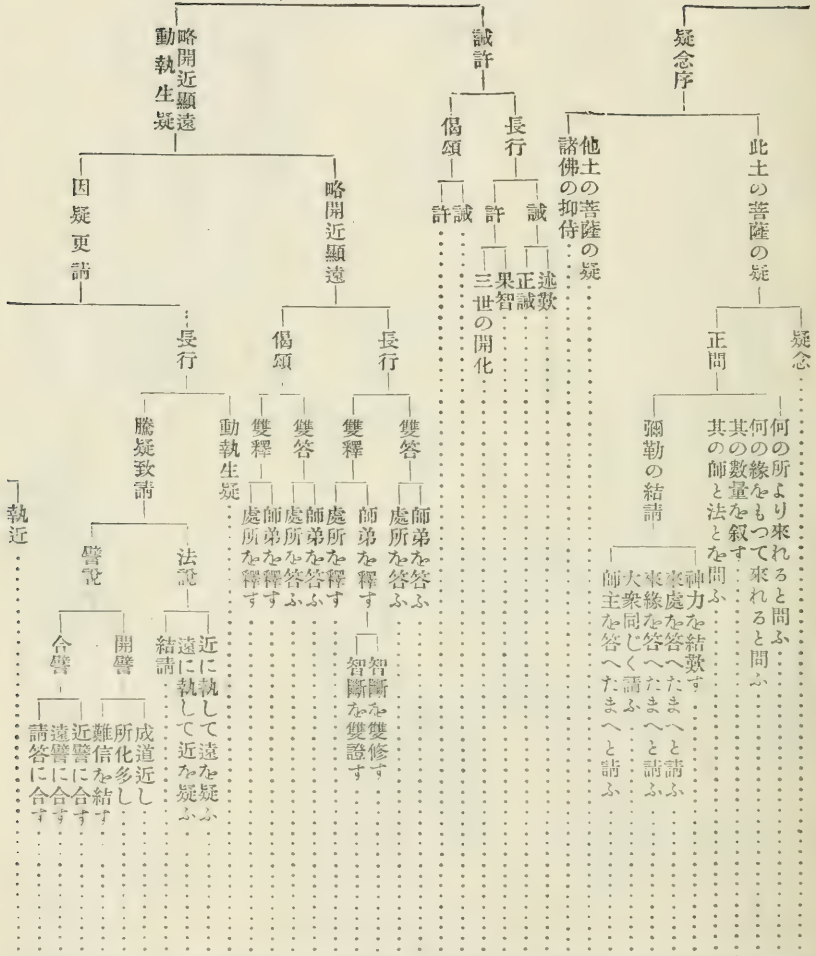 疑念序
此土の菩薩の疑
疑念
正問
何の所より來れると問ふ
何の緣をもつて來れると問ふ
其の數量を叙す
其の師と法とを問ふ
彌勒の結請
神力を結歎す
來處を答へたまへと請ふ
來緣を答へたまへと請ふ
大衆同じく請ふ
師主を答へたまへと請ふ
他土の菩薩の疑
諸佛の抑待
誡許
長行
誡
述歎
正誡
許
果智
三世の開化
偈頌
誡
許
略開近顯遠
動執生疑
略開近顯遠
長行
雙答
師弟を答ふ
處所を答ふ
雙釋
師弟を釋す
智斷を雙修す
智斷を雙證す
處所を釋す
偈頌
雙答
師弟を答ふ
處所を答ふ
雙釋
師弟を釋す
處所を釋す
因疑更請
長行
動執生疑
騰疑致請
法說
近に執して遠を疑ふ
遠に執して近を疑ふ
結請
譬說
開譬
成道近し
所化多し
難信を結す
合譬
近譬に合す
遠譬に合す
請答に合す
執近